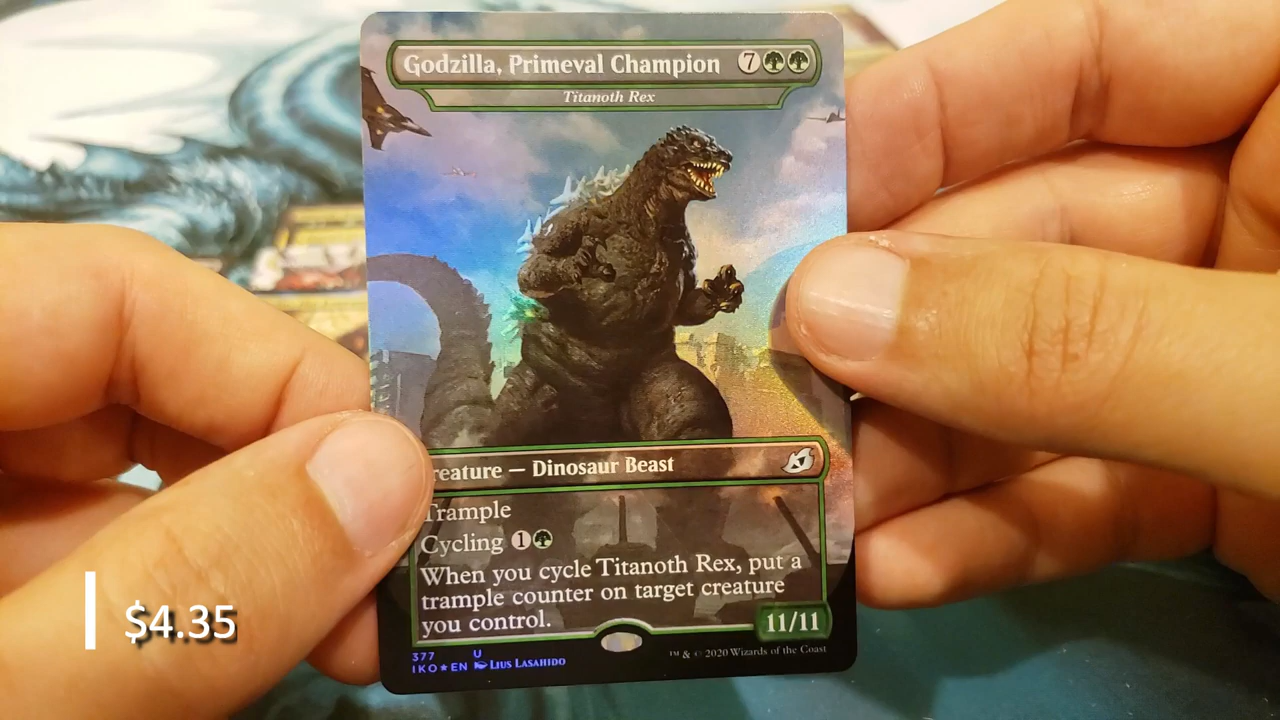 Godzilla, Primeval Champion 7
Titanoth Rex
reature — Dinosaur Beast
Trample
Cycling 1
When you cycle Titanoth Rex, put a
trample counter on target creature
you control.
11/11
377 U
IKO★EN Lius Lasahido
™ & © 2020 Wizards of the Coast
$4.35